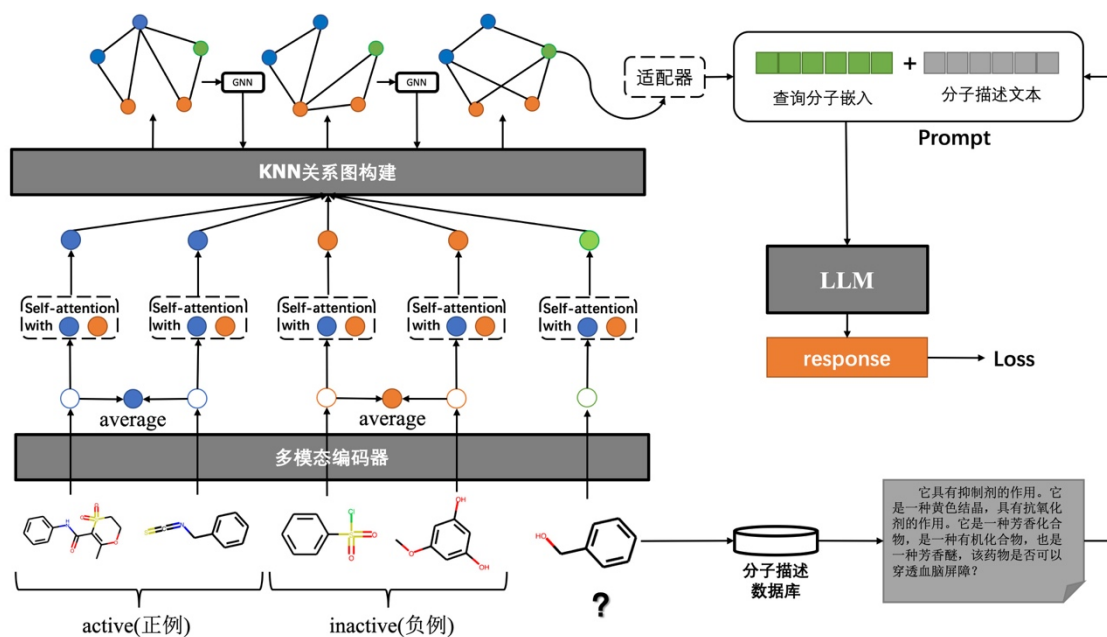 GNN
GNN
适配器
+
查询分子嵌入
分子描述文本
Prompt
KNN关系图构建
Self-attention
with
Self-attention
with
Self-attention
with
Self-attention
with
Self-attention
with
LLM
response
Loss
average
average
多模态编码器
NH
O
O
S
O
O
S
C
N
Cl
S
O
O
OH
O
OH
HO
?
active(正例)
inactive(负例)
分子描述
数据库
它具有抑制剂的作用。它
是一种黄色结晶，具有抗氧化
剂的作用。它是一种芳香化合
物，是一种有机化合物，也是
一种芳香醚，该药物是否可以
穿透血脑屏障？